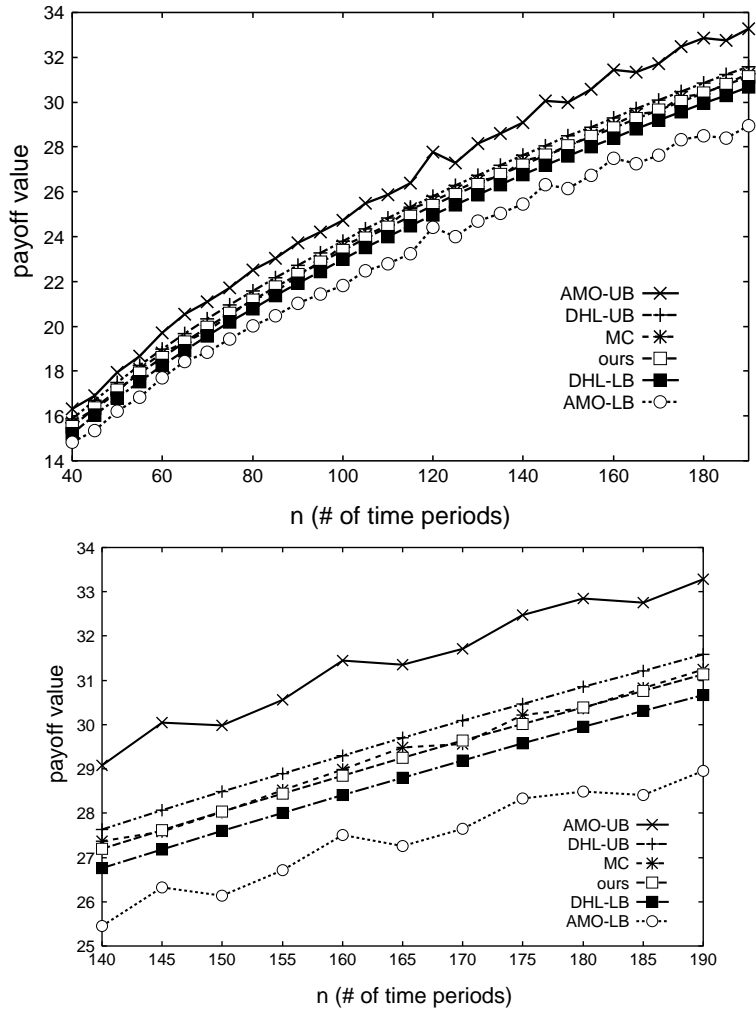 34
32
30
28
26
24
22
20
18
16
14
payoff value
AMO-UB
DHL-UB
MC
ours
DHL-LB
AMO-LB
40 60 80 100 120 140 160 180
n (# of time periods)
34
33
32
31
30
29
28
27
26
25
payoff value
AMO-UB
DHL-UB
MC
ours
DHL-LB
AMO-LB
140 145 150 155 160 165 170 175 180 185 190
n (# of time periods)